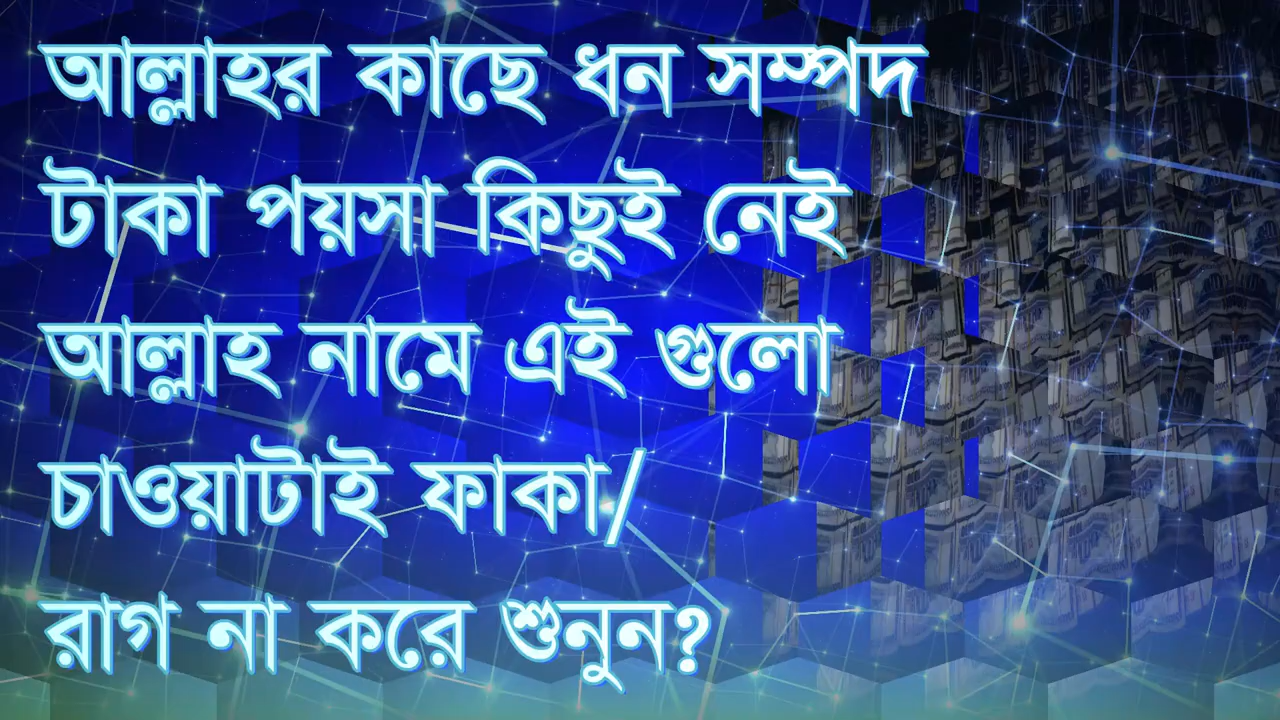 আল্লাহর কাছে ধন সম্পদ
টাকা পয়সা কিছুই নেই
আল্লাহ নামে এই গুলো
চাওয়াটাই ফাকা/
রাগ না করে শুনুন?